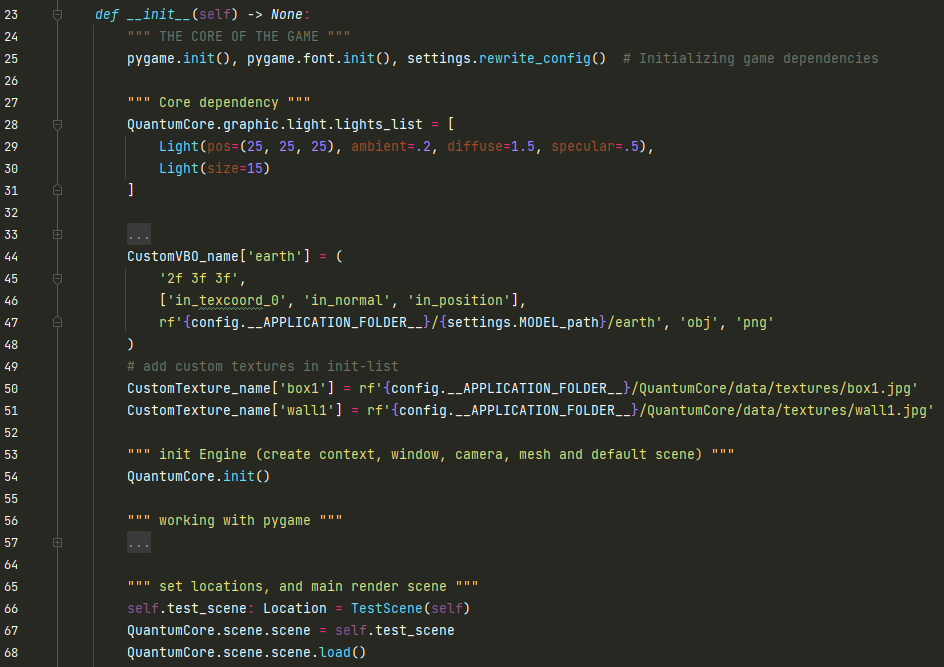 23 def __init__(self) -> None:
24 """ THE CORE OF THE GAME """
25 pygame.init(), pygame.font.init(), settings.rewrite_config()  # Initializing game dependencies
26
27 """ Core dependency """
28 QuantumCore.graphic.light.lights_list = [
29 Light(pos=(25, 25, 25), ambient=.2, diffuse=1.5, specular=.5),
30 Light(size=15)
31 ]
32
33 ...
44 CustomVBO_name['earth'] = (
45 '2f 3f 3f',
46 ['in_texcoord_0', 'in_normal', 'in_position'],
47 rf'{config.__APPLICATION_FOLDER__}/{settings.MODEL_path}/earth', 'obj', 'png'
48 )
49 # add custom textures in init-list
50 CustomTexture_name['box1'] = rf'{config.__APPLICATION_FOLDER__}/QuantumCore/data/textures/box1.jpg'
51 CustomTexture_name['wall1'] = rf'{config.__APPLICATION_FOLDER__}/QuantumCore/data/textures/wall1.jpg'
52
53 """ init Engine (create context, window, camera, mesh and default scene) """
54 QuantumCore.init()
55
56 """ working with pygame """
57 ...
64
65 """ set locations, and main render scene """
66 self.test_scene: Location = TestScene(self)
67 QuantumCore.scene.scene = self.test_scene
68 QuantumCore.scene.scene.load()